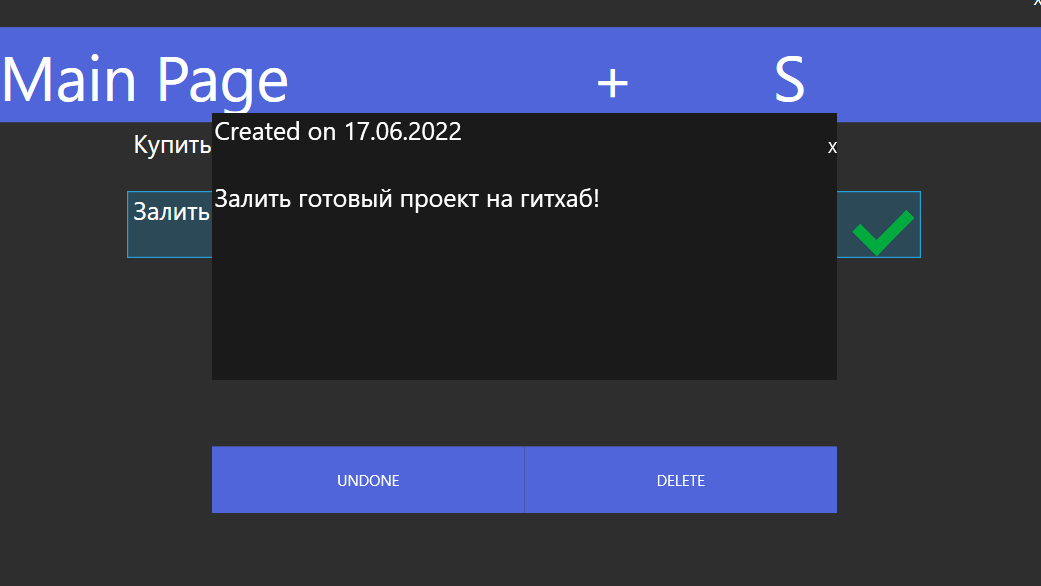 x
Main Page + S
Created on 17.06.2022
Купить
x
Залить
Залить готовый проект на гитхаб!
UNDONE DELETE